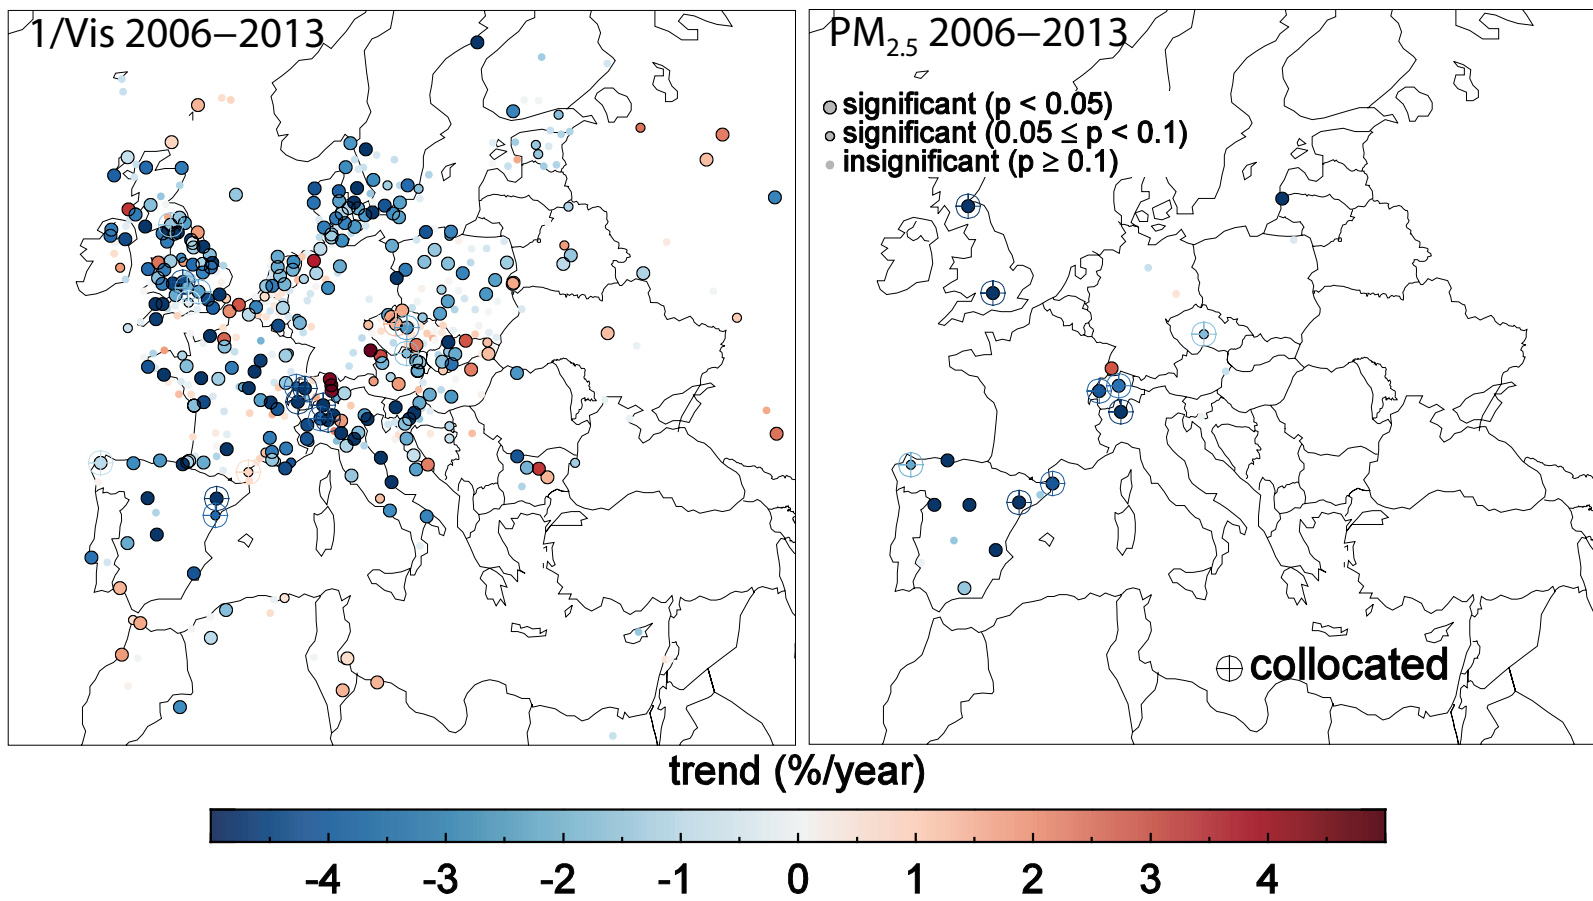 1/Vis 2006−2013
PM2.5 2006−2013
significant (p < 0.05)
significant (0.05 ≤ p < 0.1)
insignificant (p ≥ 0.1)
collocated
trend (%/year)
-4 -3 -2 -1 0 1 2 3 4